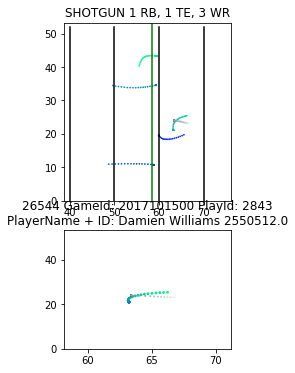 SHOTGUN 1 RB, 1 TE, 3 WR
50
40
30
20
10
0
40 50 60 70
26544 GameId: 2017101500 PlayId: 2843
PlayerName + ID: Damien Williams 2550512.0
40
20
0
60 65 70